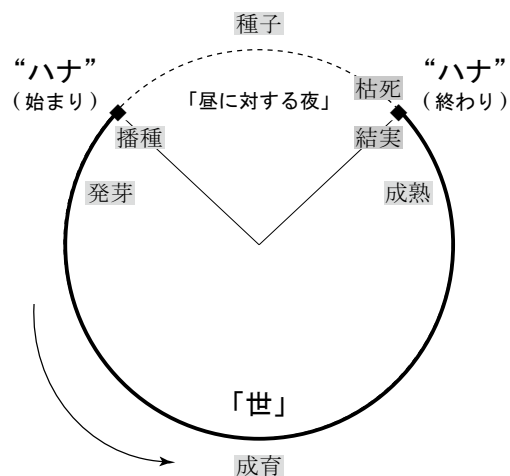 種子
“ハナ”
（始まり）
“ハナ”
（終わり）
「昼に対する夜」
枯死
播種
結実
発芽
成熟
「世」
成育